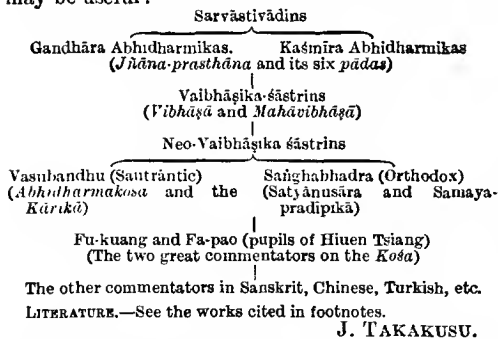 may be useful:
Sarvāstivādins
Gandhāra Abhidharmikas. Kaśmīra Abhidharmikas
(Jñāna-prasthāna and its six pādas)
Vaibhāṣika-śāstrins
(Vibhāṣā and Mahāvibhāṣā)
Neo-Vaibhāṣika śāstrins
Vasubandhu (Sautrāntic) Saṅghabhadra (Orthodox)
(Abhidharmakosa and the (Satyānusāra and Samaya-
Kārikā) pradīpikā)
Fu-kuang and Fa-pao (pupils of Hiuen Tsiang)
(The two great commentators on the Kośa)
The other commentators in Sanskrit, Chinese, Turkish, etc.
LITERATURE.—See the works cited in footnotes.
J. TAKAKUSU.